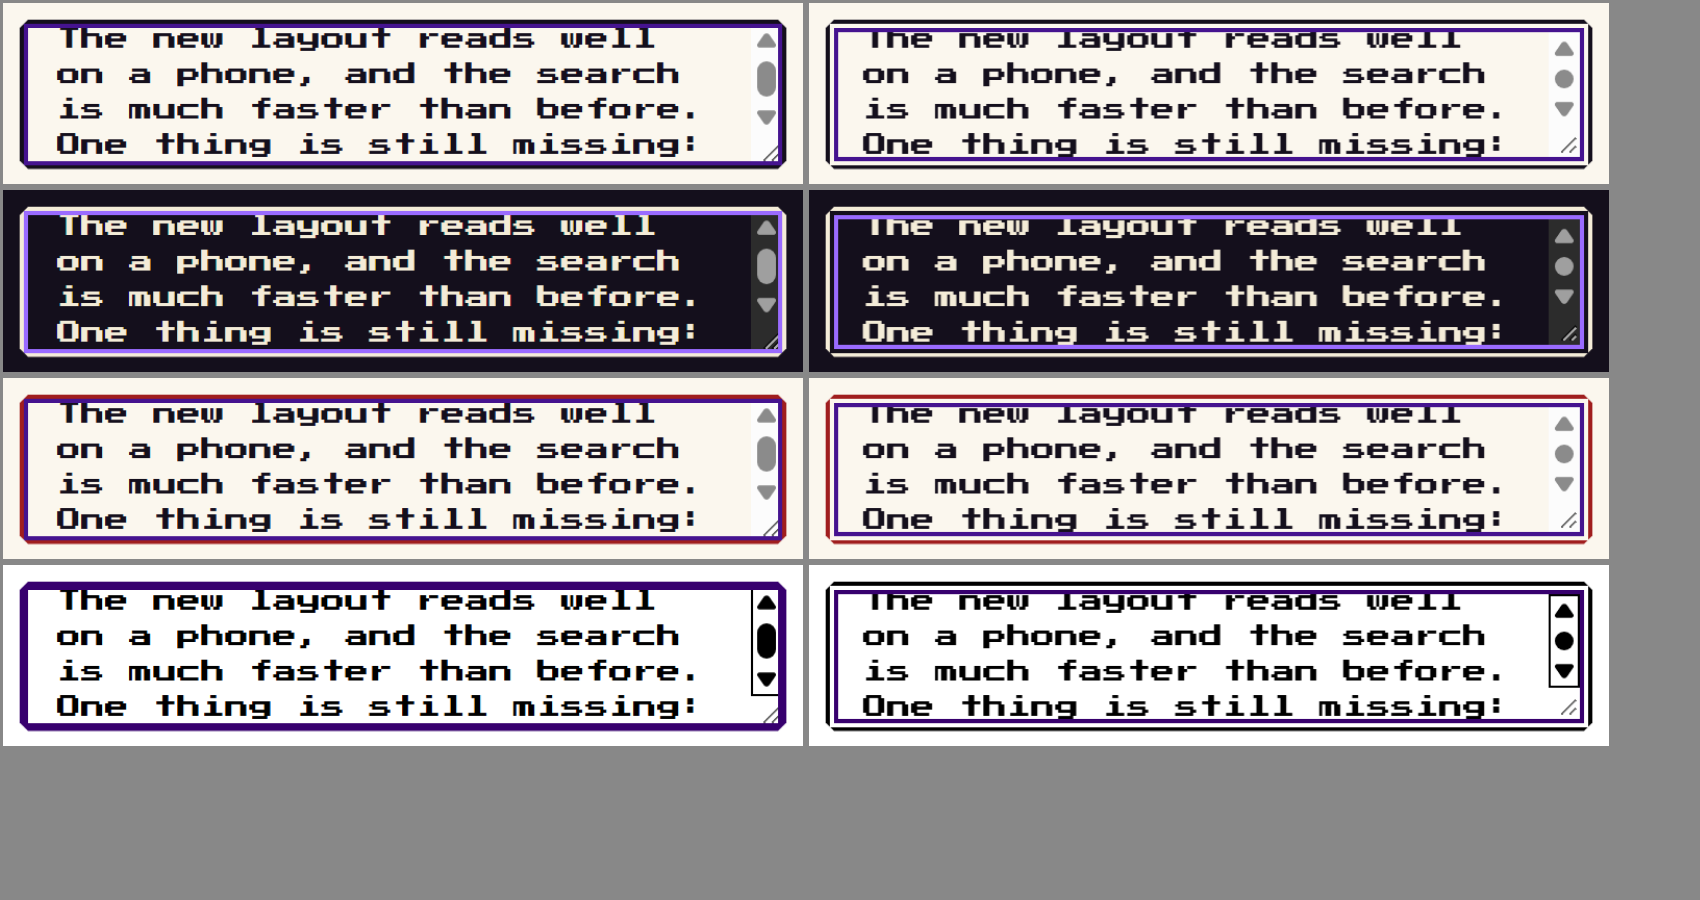 The new layout reads well
on a phone, and the search
is much faster than before.
One thing is still missing:
The new layout reads well
on a phone, and the search
is much faster than before.
One thing is still missing:
The new layout reads well
on a phone, and the search
is much faster than before.
One thing is still missing:
The new layout reads well
on a phone, and the search
is much faster than before.
One thing is still missing:
The new layout reads well
on a phone, and the search
is much faster than before.
One thing is still missing:
The new layout reads well
on a phone, and the search
is much faster than before.
One thing is still missing:
The new layout reads well
on a phone, and the search
is much faster than before.
One thing is still missing:
The new layout reads well
on a phone, and the search
is much faster than before.
One thing is still missing: